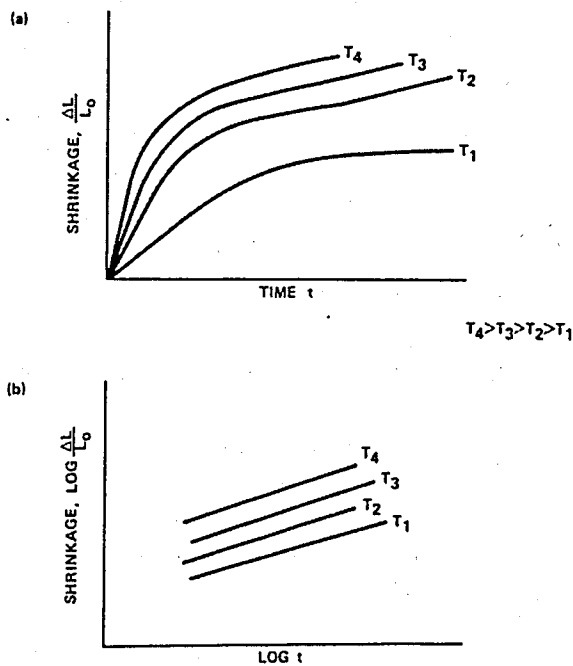 (a)
SHRINKAGE, ΔL/L₀
T₄
T₃
T₂
T₁
TIME t
T₄>T₃>T₂>T₁
(b)
SHRINKAGE, LOG ΔL/L₀
T₄
T₃
T₂
T₁
LOG t